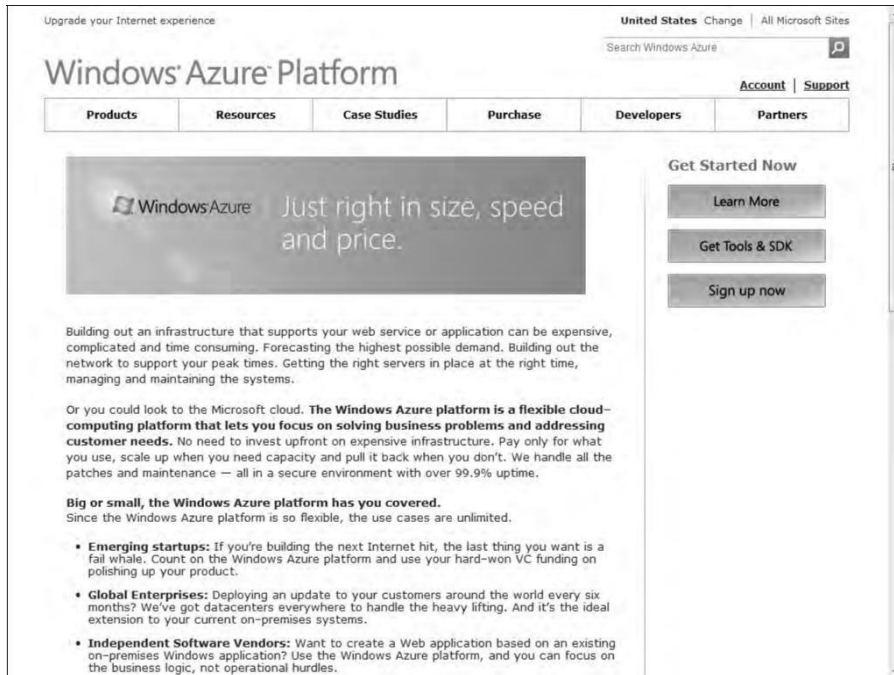 Upgrade your Internet experience
United States Change | All Microsoft Sites
Search Windows Azure
Windows Azure Platform
Account | Support
Products Resources Case Studies Purchase Developers Partners
Windows Azure
Just right in size, speed
and price.
Get Started Now
Learn More
Get Tools & SDK
Sign up now
Building out an infrastructure that supports your web service or application can be expensive,
complicated and time consuming. Forecasting the highest possible demand. Building out the
network to support your peak times. Getting the right servers in place at the right time,
managing and maintaining the systems.
Or you could look to the Microsoft cloud. The Windows Azure platform is a flexible cloud–
computing platform that lets you focus on solving business problems and addressing
customer needs. No need to invest upfront on expensive infrastructure. Pay only for what
you use, scale up when you need capacity and pull it back when you don't. We handle all the
patches and maintenance — all in a secure environment with over 99.9% uptime.
Big or small, the Windows Azure platform has you covered.
Since the Windows Azure platform is so flexible, the use cases are unlimited.
• Emerging startups: If you're building the next Internet hit, the last thing you want is a
fail whale. Count on the Windows Azure platform and use your hard–won VC funding on
polishing up your product.
• Global Enterprises: Deploying an update to your customers around the world every six
months? We've got datacenters everywhere to handle the heavy lifting. And it's the ideal
extension to your current on–premises systems.
• Independent Software Vendors: Want to create a Web application based on an existing
on–premises Windows application? Use the Windows Azure platform, and you can focus on
the business logic, not operational hurdles.